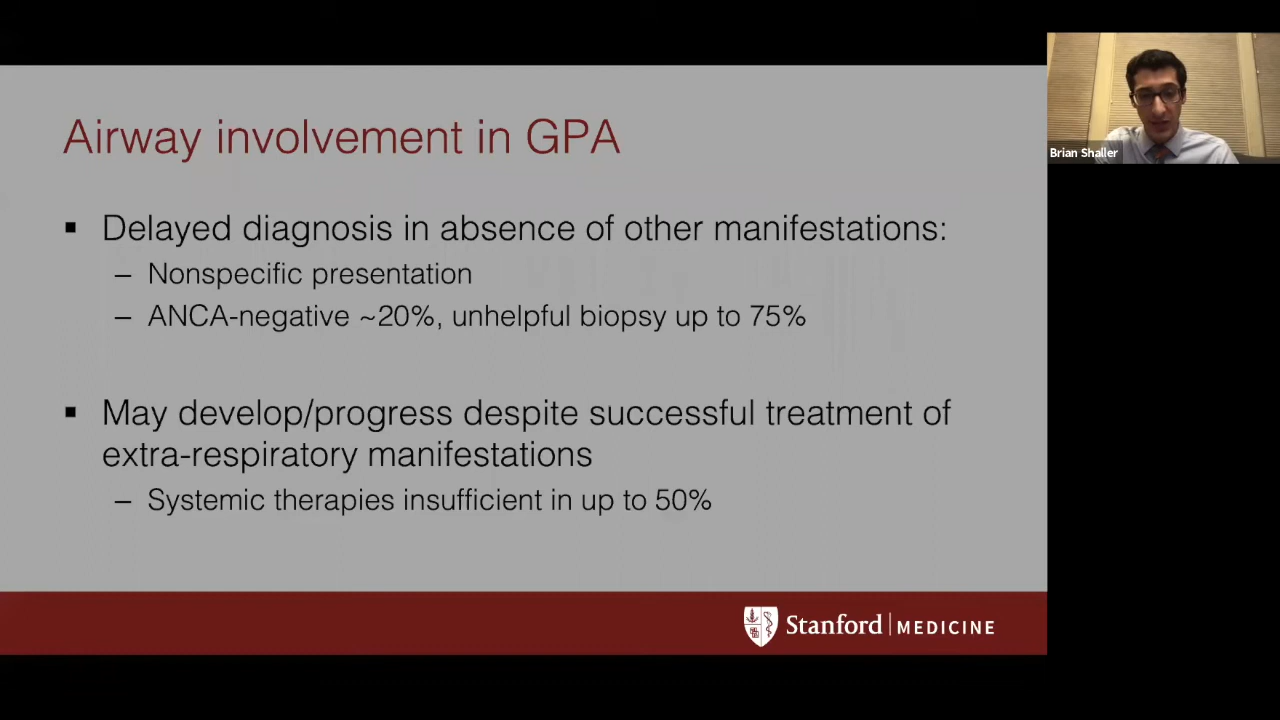 Airway involvement in GPA
▪ Delayed diagnosis in absence of other manifestations:
– Nonspecific presentation
– ANCA-negative ~20%, unhelpful biopsy up to 75%
▪ May develop/progress despite successful treatment of
extra-respiratory manifestations
– Systemic therapies insufficient in up to 50%
Stanford | MEDICINE
Brian Shaller